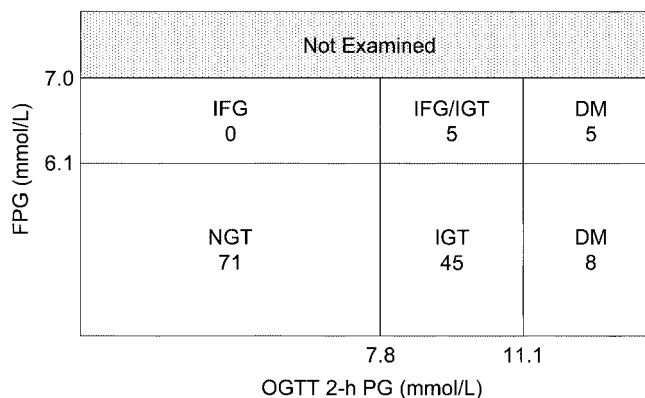 Not Examined
7.0
IFG IFG/IGT DM
0 5 5
6.1
FPG (mmol/L)
NGT IGT DM
71 45 8
7.8 11.1
OGTT 2-h PG (mmol/L)